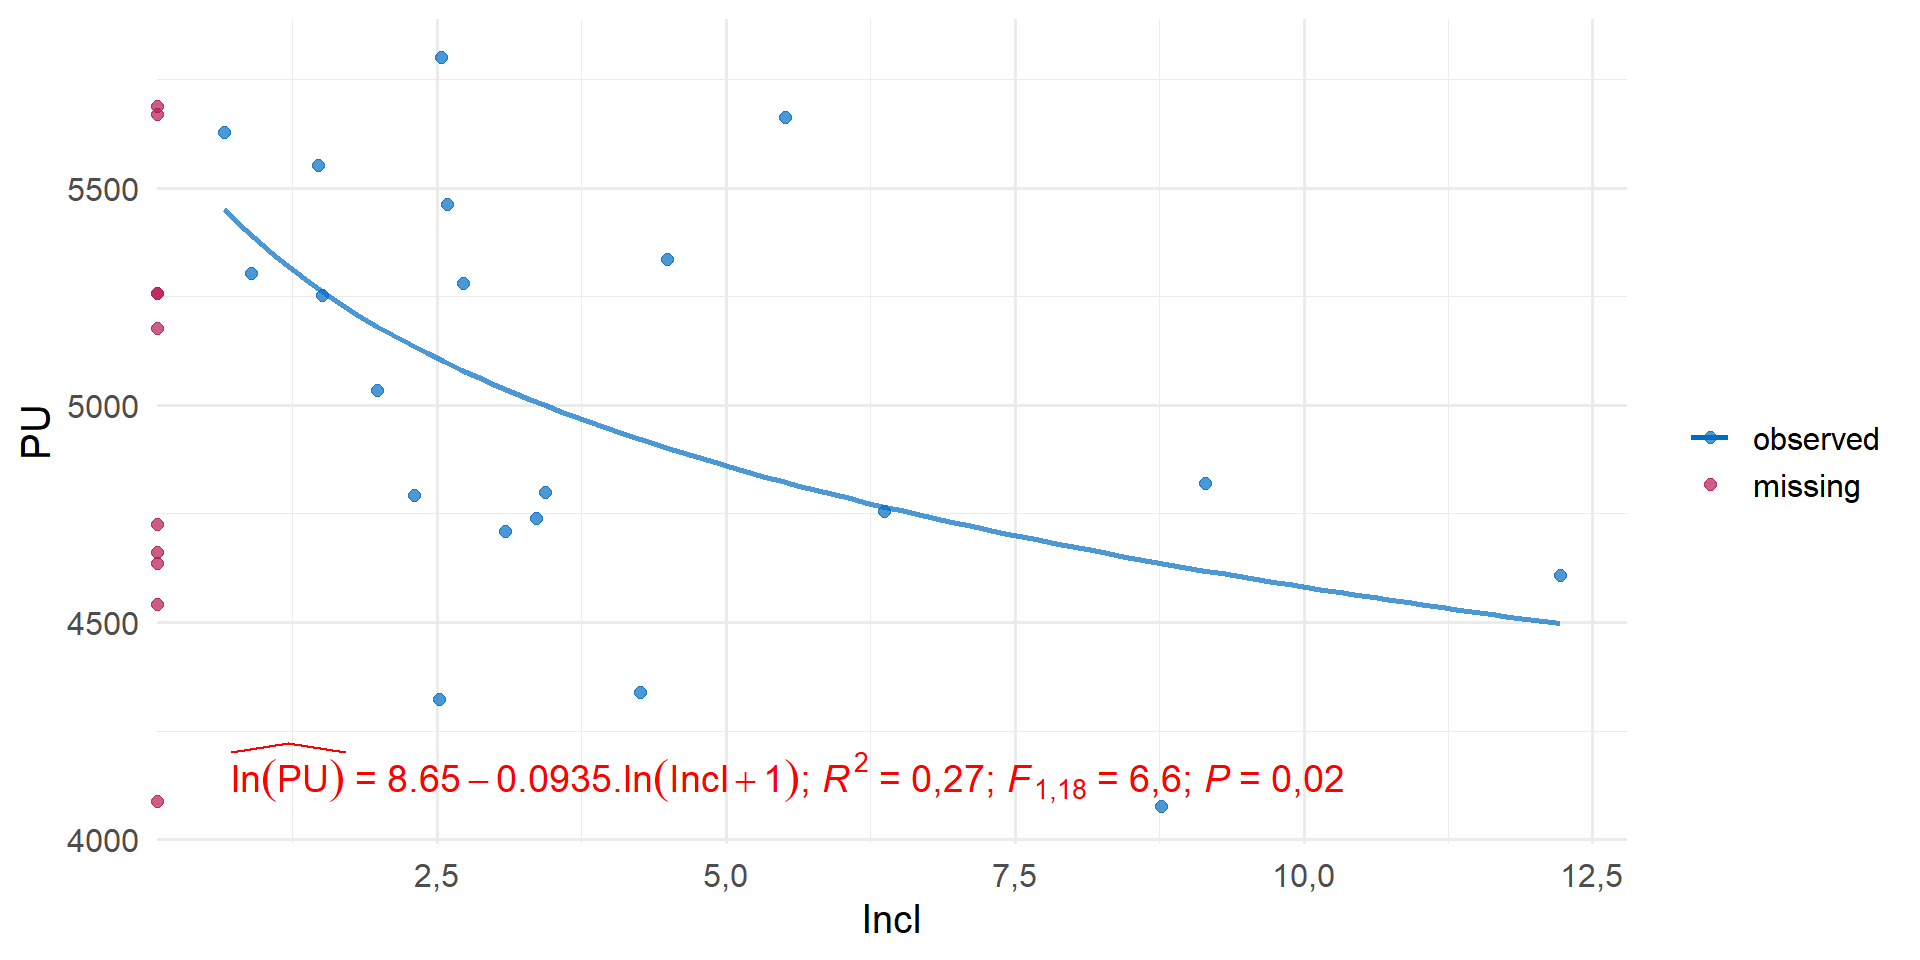 PU
5500
5000
4500
4000
ln(PU) = 8.65 – 0.0935.ln(Incl + 1); R² = 0,27; F₁,₁₈ = 6,6; P = 0,02
2,5 5,0 7,5 10,0 12,5
Incl
observed
missing